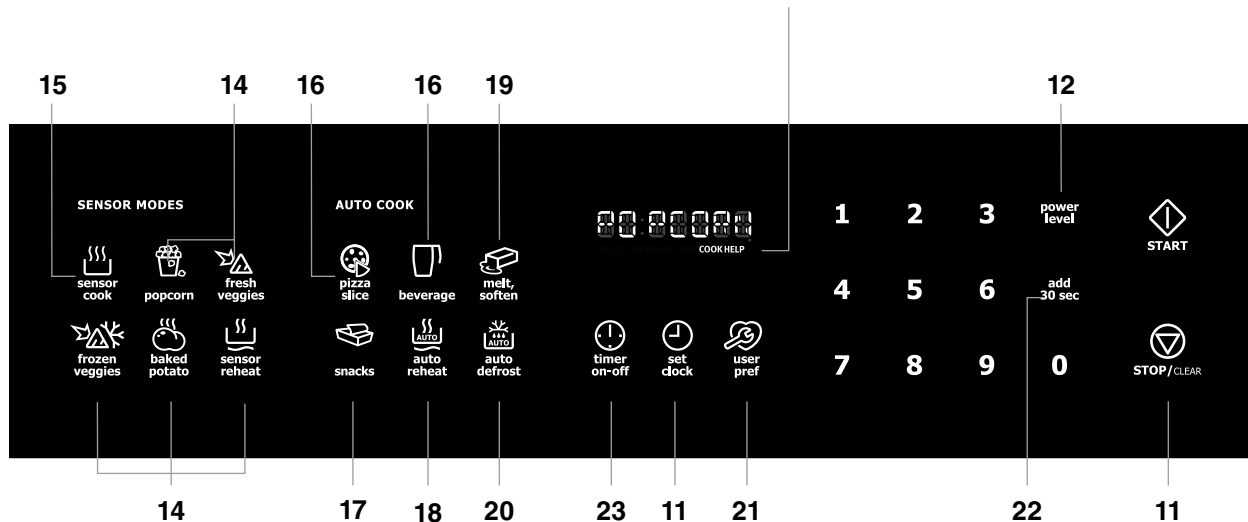 15
14
16
16
19
12
SENSOR MODES
AUTO COOK
COOK HELP
1
2
3
power
level
START
sensor
cook
popcorn
fresh
veggies
pizza
slice
beverage
melt,
soften
4
5
6
add
30 sec
frozen
veggies
baked
potato
sensor
reheat
snacks
AUTO
auto
reheat
AUTO
auto
defrost
timer
on-off
set
clock
user
pref
7
8
9
0
STOP/CLEAR
14
17
18
20
23
11
21
22
11